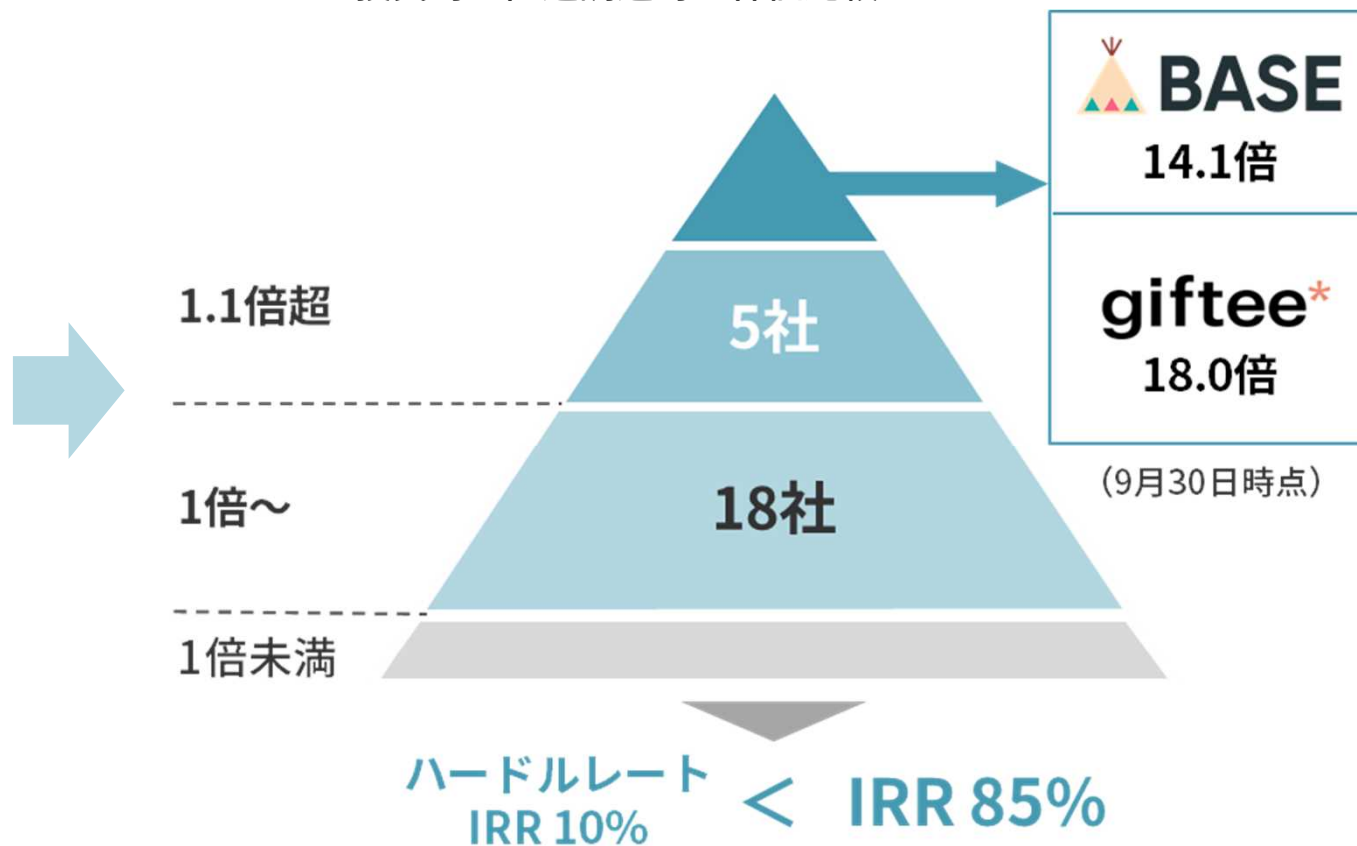 BASE
14.1倍
giftee*
18.0倍
(9月30日時点)
1.1倍超
5社
1倍〜
18社
1倍未満
ハードルレート
IRR 10%
<
IRR 85%